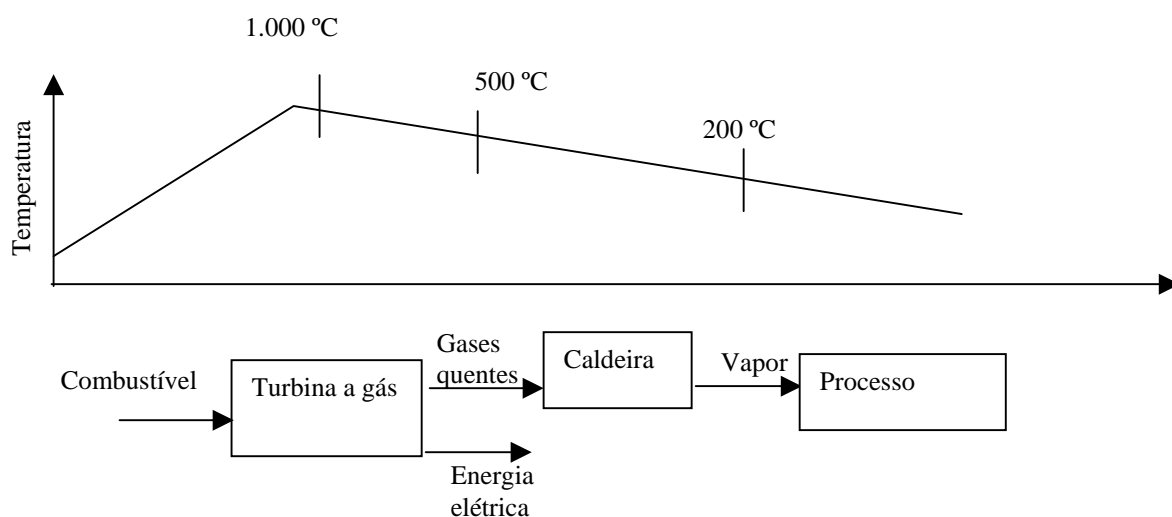 1.000 ºC
500 ºC
200 ºC
Temperatura
Combustível
Turbina a gás
Gases
quentes
Energia
elétrica
Caldeira
Vapor
Processo